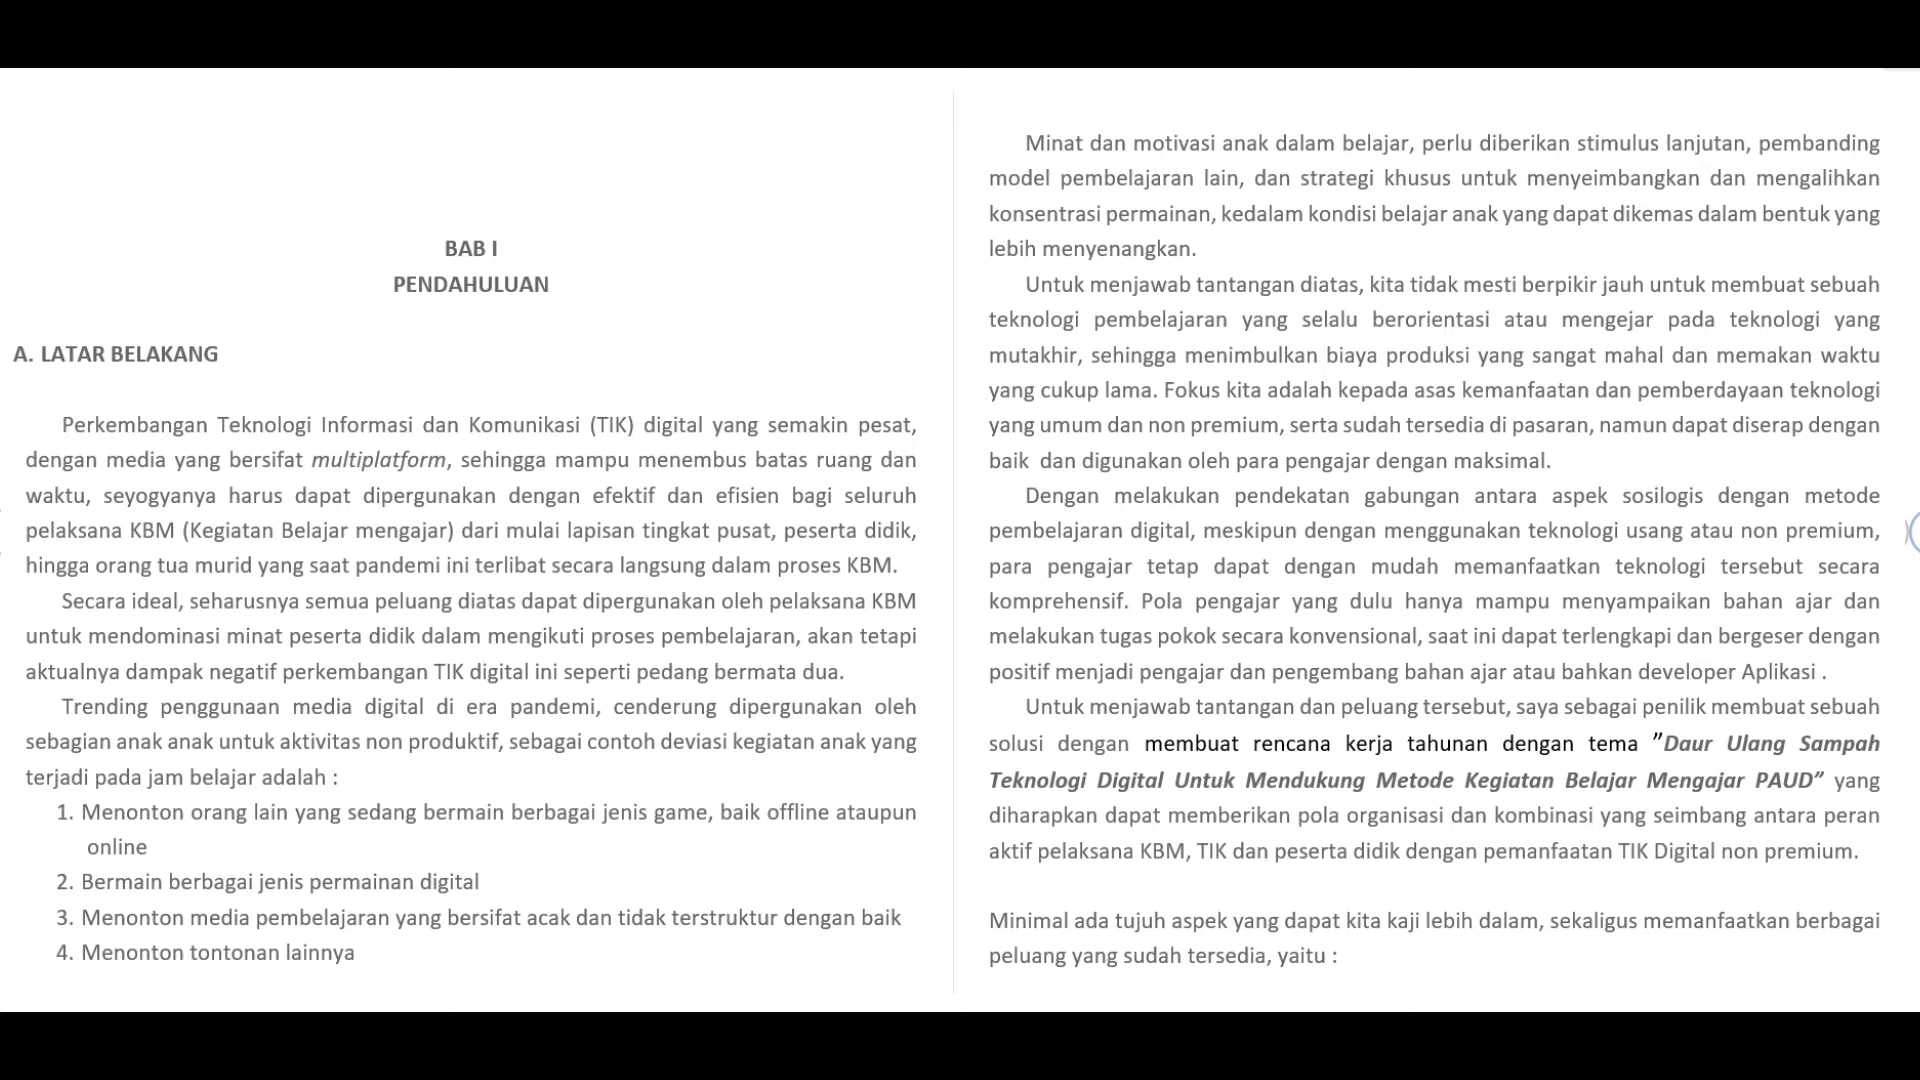 BAB I
PENDAHULUAN
A. LATAR BELAKANG
Perkembangan Teknologi Informasi dan Komunikasi (TIK) digital yang semakin pesat,
dengan media yang bersifat multiplatform, sehingga mampu menembus batas ruang dan
waktu, seyogyanya harus dapat dipergunakan dengan efektif dan efisien bagi seluruh
pelaksana KBM (Kegiatan Belajar mengajar) dari mulai lapisan tingkat pusat, peserta didik,
hingga orang tua murid yang saat pandemi ini terlibat secara langsung dalam proses KBM.
Secara ideal, seharusnya semua peluang diatas dapat dipergunakan oleh pelaksana KBM
untuk mendominasi minat peserta didik dalam mengikuti proses pembelajaran, akan tetapi
aktualnya dampak negatif perkembangan TIK digital ini seperti pedang bermata dua.
Trending penggunaan media digital di era pandemi, cenderung dipergunakan oleh
sebagian anak anak untuk aktivitas non produktif, sebagai contoh deviasi kegiatan anak yang
terjadi pada jam belajar adalah :
1. Menonton orang lain yang sedang bermain berbagai jenis game, baik offline ataupun
online
2. Bermain berbagai jenis permainan digital
3. Menonton media pembelajaran yang bersifat acak dan tidak terstruktur dengan baik
4. Menonton tontonan lainnya
Minat dan motivasi anak dalam belajar, perlu diberikan stimulus lanjutan, pembanding
model pembelajaran lain, dan strategi khusus untuk menyeimbangkan dan mengalihkan
konsentrasi permainan, kedalam kondisi belajar anak yang dapat dikemas dalam bentuk yang
lebih menyenangkan.
Untuk menjawab tantangan diatas, kita tidak mesti berpikir jauh untuk membuat sebuah
teknologi pembelajaran yang selalu berorientasi atau mengejar pada teknologi yang
mutakhir, sehingga menimbulkan biaya produksi yang sangat mahal dan memakan waktu
yang cukup lama. Fokus kita adalah kepada asas kemanfaatan dan pemberdayaan teknologi
yang umum dan non premium, serta sudah tersedia di pasaran, namun dapat diserap dengan
baik dan digunakan oleh para pengajar dengan maksimal.
Dengan melakukan pendekatan gabungan antara aspek sosilogis dengan metode
pembelajaran digital, meskipun dengan menggunakan teknologi usang atau non premium,
para pengajar tetap dapat dengan mudah memanfaatkan teknologi tersebut secara
komprehensif. Pola pengajar yang dulu hanya mampu menyampaikan bahan ajar dan
melakukan tugas pokok secara konvensional, saat ini dapat terlengkapi dan bergeser dengan
positif menjadi pengajar dan pengembang bahan ajar atau bahkan developer Aplikasi .
Untuk menjawab tantangan dan peluang tersebut, saya sebagai penilik membuat sebuah
solusi dengan membuat rencana kerja tahunan dengan tema ”Daur Ulang Sampah
Teknologi Digital Untuk Mendukung Metode Kegiatan Belajar Mengajar PAUD” yang
diharapkan dapat memberikan pola organisasi dan kombinasi yang seimbang antara peran
aktif pelaksana KBM, TIK dan peserta didik dengan pemanfaatan TIK Digital non premium.
Minimal ada tujuh aspek yang dapat kita kaji lebih dalam, sekaligus memanfaatkan berbagai
peluang yang sudah tersedia, yaitu :